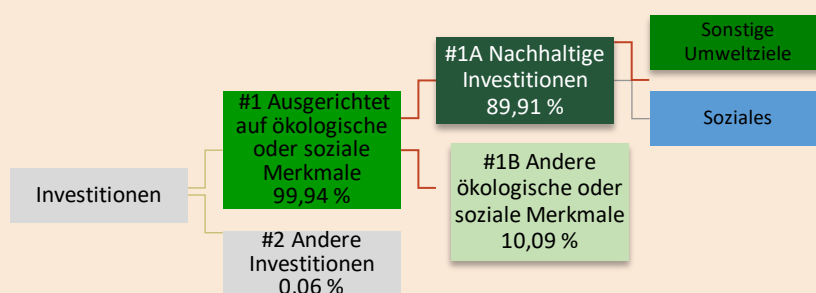 Investitionen
#1 Ausgerichtet
auf ökologische
oder soziale
Merkmale
99,94 %
#2 Andere
Investitionen
0,06 %
#1A Nachhaltige
Investitionen
89,91 %
#1B Andere
ökologische oder
soziale Merkmale
10,09 %
Sonstige
Umweltziele
Soziales